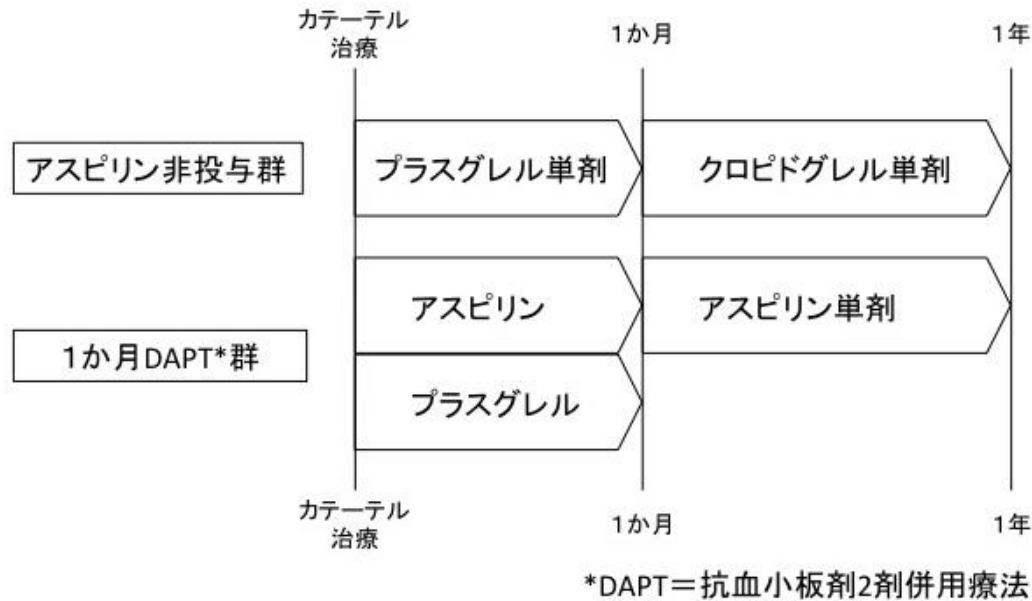 カテーテル
治療
1か月
1年
アスピリン非投与群
プラスグレル単剤
クロピドグレル単剤
アスピリン
アスピリン単剤
1か月DAPT*群
プラスグレル
カテーテル
治療
1か月
1年
*DAPT=抗血小板剤2剤併用療法